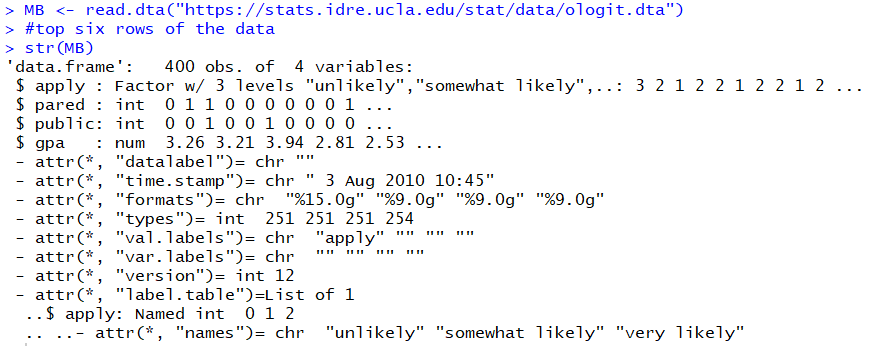 > MB <- read.dta("https://stats.idre.ucla.edu/stat/data/ologit.dta")
> #top six rows of the data
> str(MB)
'data.frame':   400 obs. of  4 variables:
 $ apply : Factor w/ 3 levels "unlikely","somewhat likely",..: 3 2 1 2 2 1 2 2 1 2 ...
 $ pared : int  0 1 1 0 0 0 0 0 0 1 ...
 $ public: int  0 0 1 0 0 1 0 0 0 0 ...
 $ gpa   : num  3.26 3.21 3.94 2.81 2.53 ...
 - attr(*, "datalabel")= chr ""
 - attr(*, "time.stamp")= chr " 3 Aug 2010 10:45"
 - attr(*, "formats")= chr  "%15.0g" "%9.0g" "%9.0g" "%9.0g"
 - attr(*, "types")= int  251 251 251 254
 - attr(*, "val.labels")= chr  "apply" "" "" ""
 - attr(*, "var.labels")= chr  "" "" "" ""
 - attr(*, "version")= int 12
 - attr(*, "label.table")=List of 1
  ..$ apply: Named int  0 1 2
  .. ..- attr(*, "names")= chr  "unlikely" "somewhat likely" "very likely"